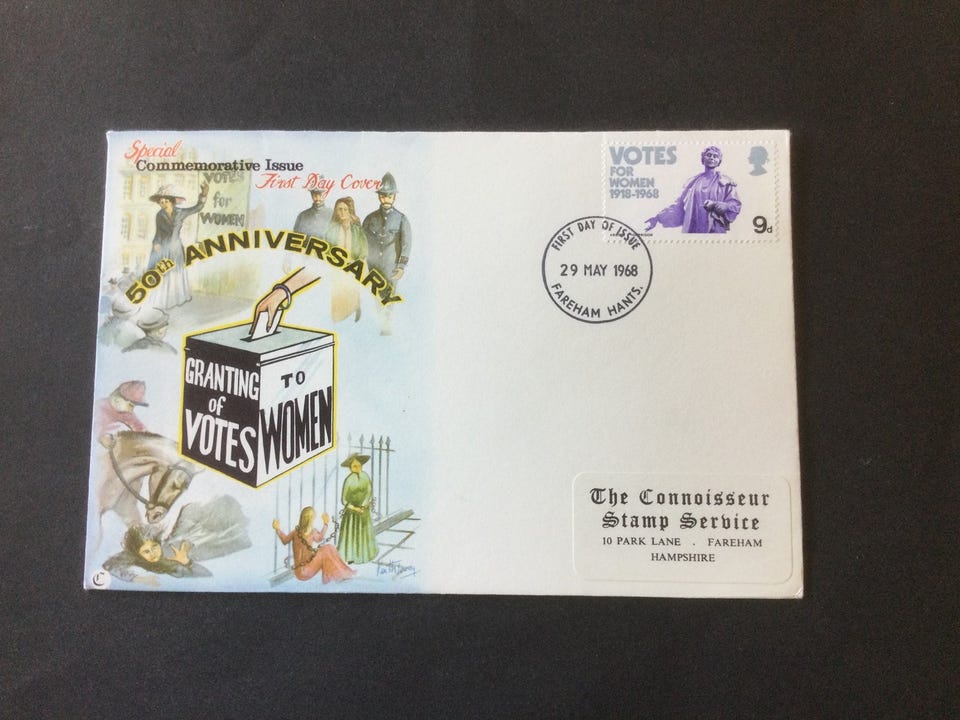 Special
Commemorative Issue
First Day Cover
VOTES
for
WOMEN
50th ANNIVERSARY
GRANTING
of
VOTES
TO
WOMEN
VOTES
FOR
WOMEN
1918-1968
9d
FIRST DAY OF ISSUE
29 MAY 1968
FAREHAM HANTS.
The Connoisseur
Stamp Service
10 PARK LANE . FAREHAM
HAMPSHIRE
C